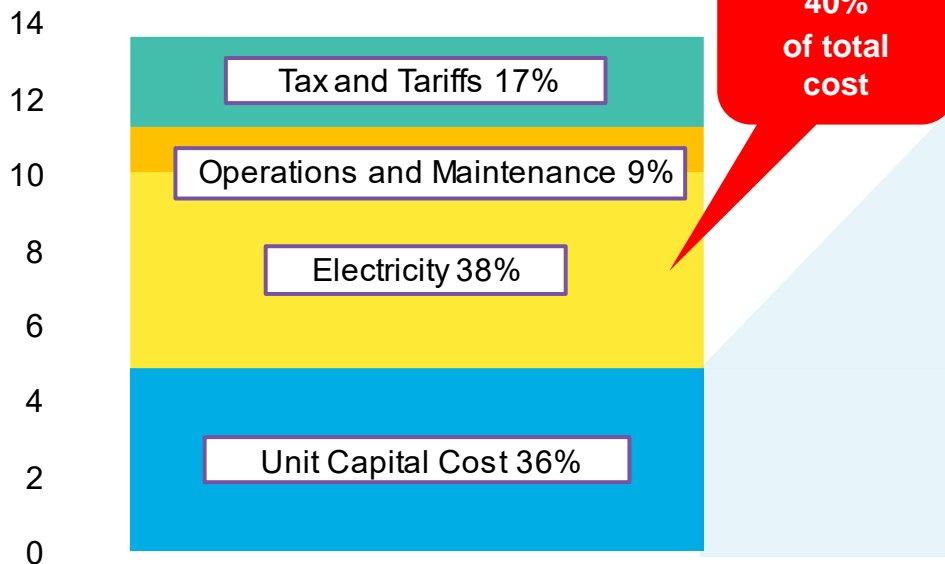 40%
of total
cost
14
12
10
8
6
4
2
0
Tax and Tariffs 17%
Operations and Maintenance 9%
Electricity 38%
Unit Capital Cost 36%